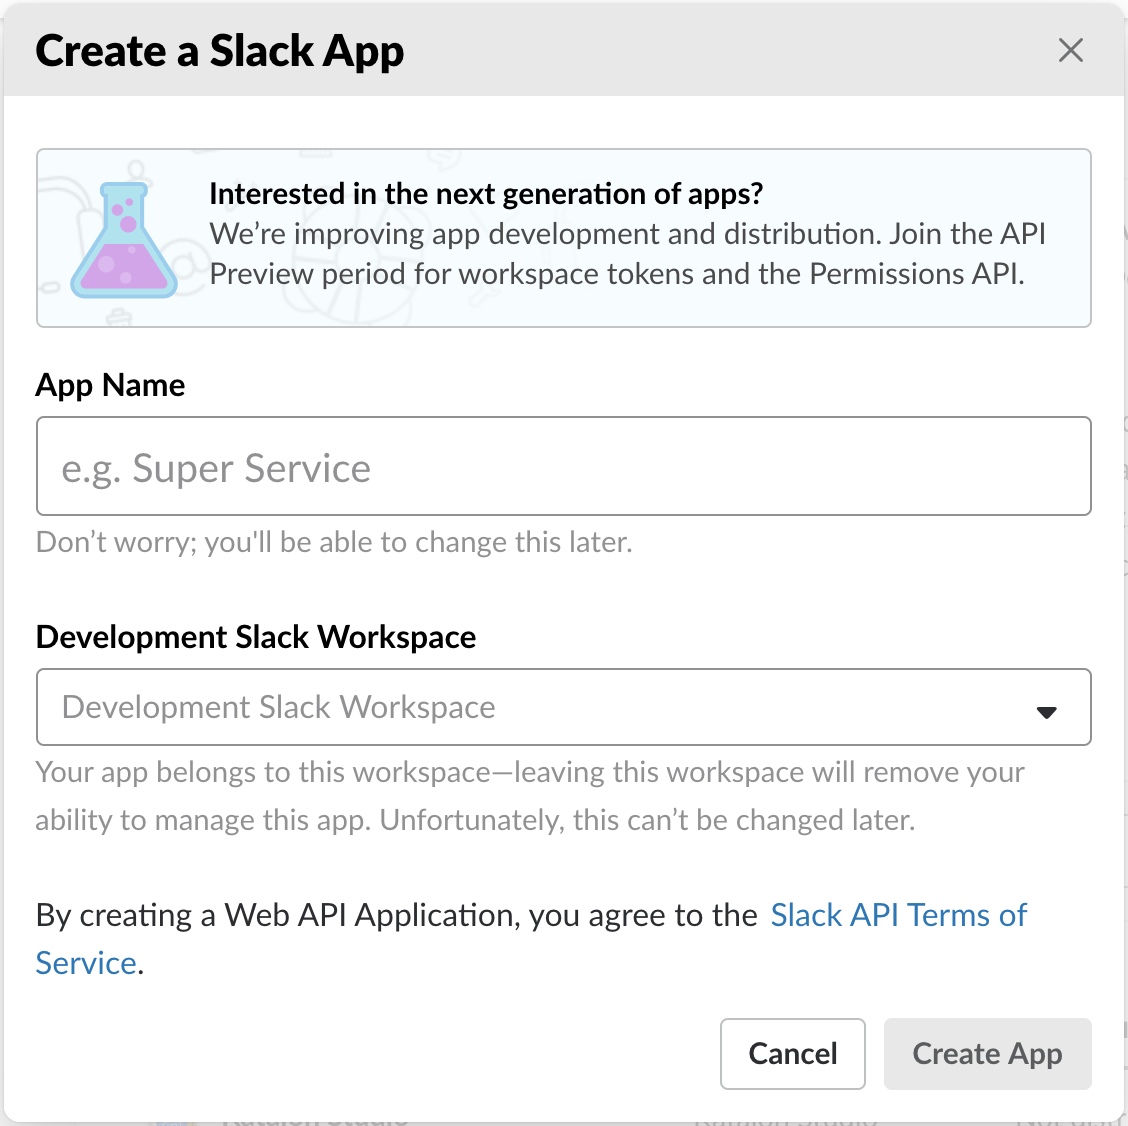 Create a Slack App
Interested in the next generation of apps?
We’re improving app development and distribution. Join the API
Preview period for workspace tokens and the Permissions API.
App Name
e.g. Super Service
Don’t worry; you'll be able to change this later.
Development Slack Workspace
Development Slack Workspace
Your app belongs to this workspace—leaving this workspace will remove your
ability to manage this app. Unfortunately, this can’t be changed later.
By creating a Web API Application, you agree to the Slack API Terms of
Service.
Cancel
Create App